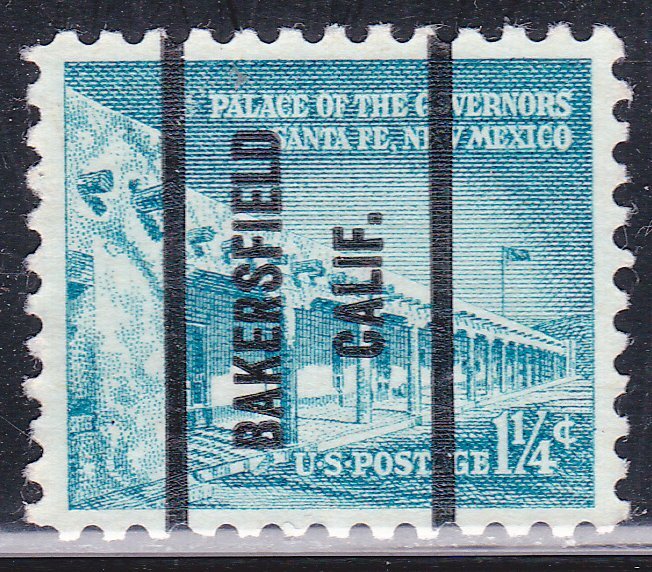 PALACE OF THE GOVERNORS
SANTA FE, NEW MEXICO
BAKERSFIELD
CALIF.
U·S·POSTAGE 1¼¢